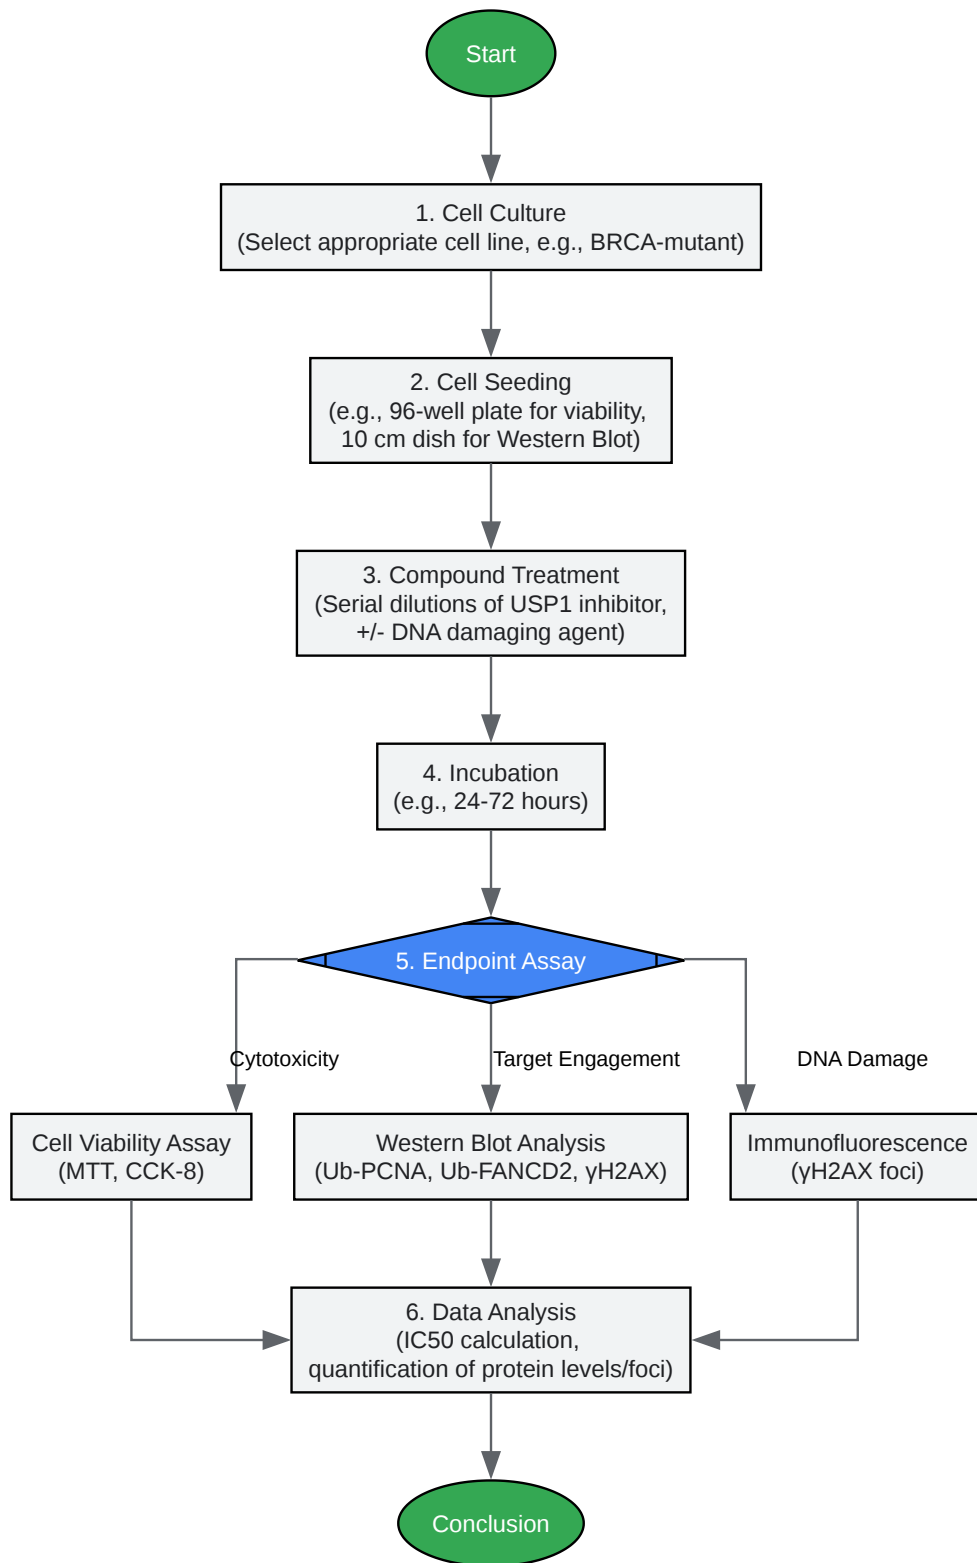 Start
1. Cell Culture
(Select appropriate cell line, e.g., BRCA-mutant)
2. Cell Seeding
(e.g., 96-well plate for viability,
10 cm dish for Western Blot)
3. Compound Treatment
(Serial dilutions of USP1 inhibitor,
+/- DNA damaging agent)
4. Incubation
(e.g., 24-72 hours)
5. Endpoint Assay
Cytotoxicity
Target Engagement
DNA Damage
Cell Viability Assay
(MTT, CCK-8)
Western Blot Analysis
(Ub-PCNA, Ub-FANCD2, γH2AX)
Immunofluorescence
(γH2AX foci)
6. Data Analysis
(IC50 calculation,
quantification of protein levels/foci)
Conclusion